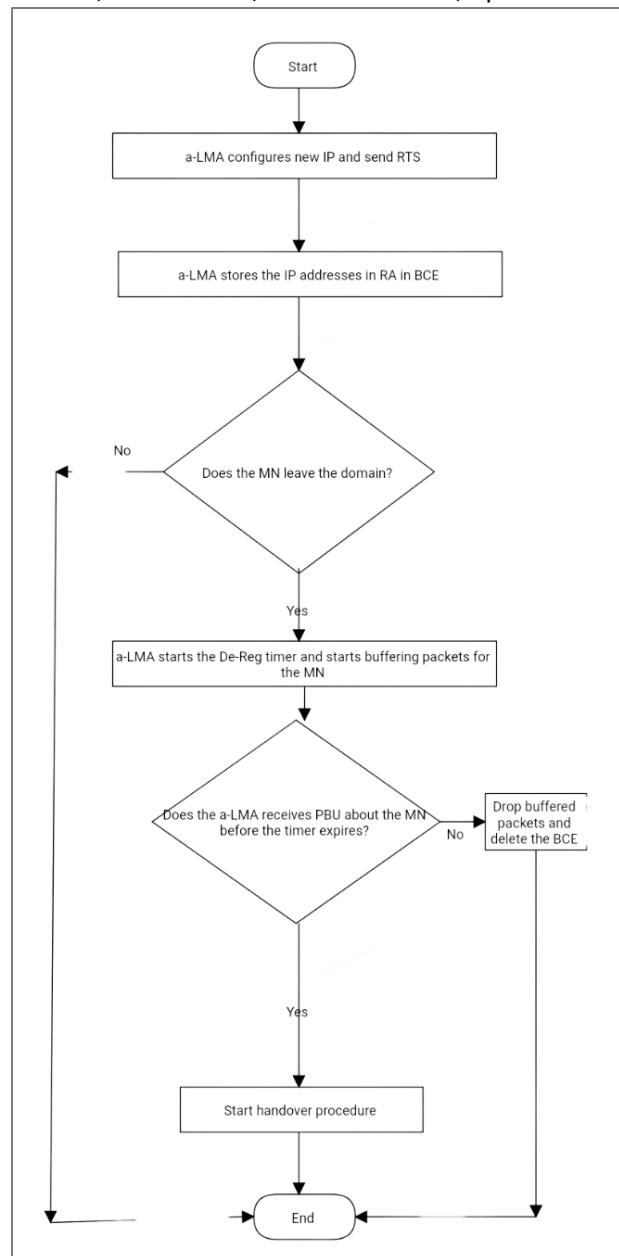 Start
a-LMA configures new IP and send RTS
a-LMA stores the IP addresses in RA in BCE
No
Does the MN leave the domain?
Yes
a-LMA starts the De-Reg timer and starts buffering packets for
the MN
Does the a-LMA receives PBU about the MN
before the timer expires?
No
Drop buffered
packets and
delete the BCE
Yes
Start handover procedure
End